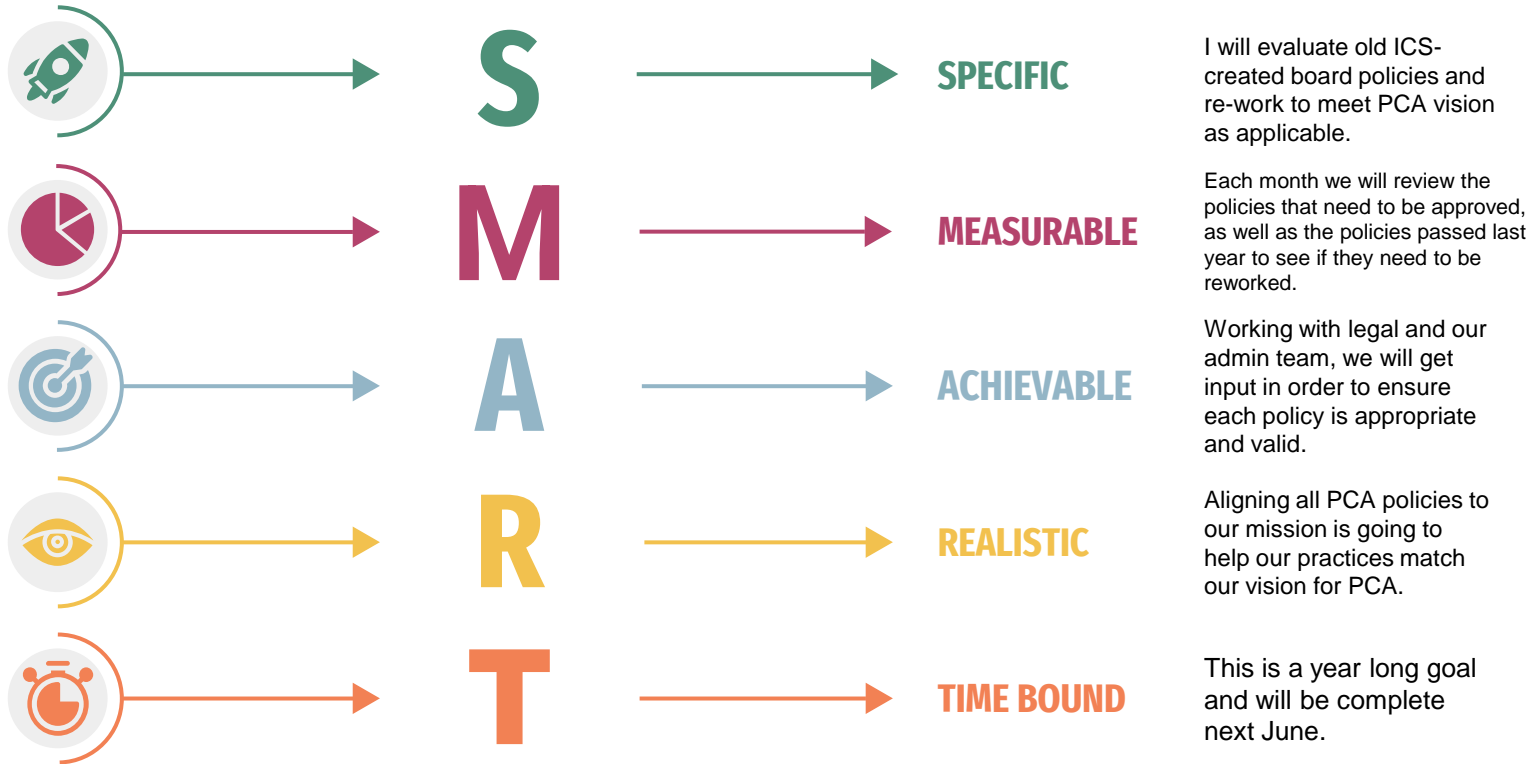 S
SPECIFIC
I will evaluate old ICS-
created board policies and
re-work to meet PCA vision
as applicable.
M
MEASURABLE
Each month we will review the
policies that need to be approved,
as well as the policies passed last
year to see if they need to be
reworked.
A
ACHIEVABLE
Working with legal and our
admin team, we will get
input in order to ensure
each policy is appropriate
and valid.
R
REALISTIC
Aligning all PCA policies to
our mission is going to
help our practices match
our vision for PCA.
T
TIME BOUND
This is a year long goal
and will be complete
next June.